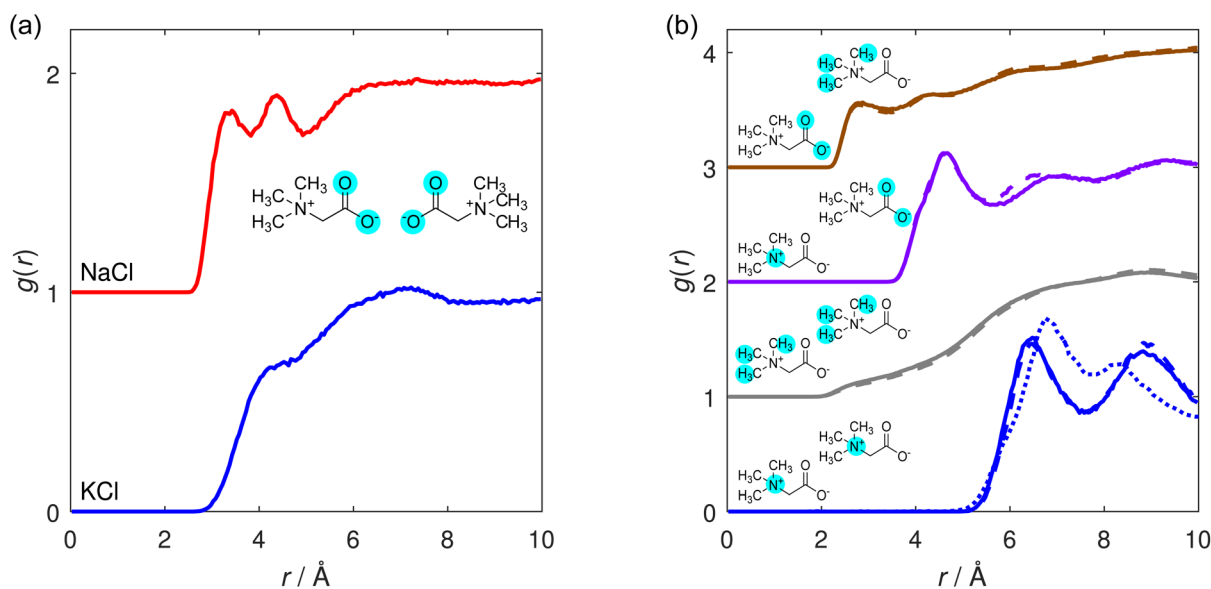 (a)
g(r)
2
1
0
NaCl
KCl
CH₃
H₃C
N⁺
H₃C
O
O⁻
O
⁻O
⁺N
CH₃
CH₃
CH₃
0 2 4 6 8 10
r / Å
(b)
g(r)
4
3
2
1
0
H₃C CH₃ O
N⁺
H₃C O⁻
CH₃ O
H₃C N⁺
H₃C O⁻
CH₃ O
H₃C N⁺
H₃C O⁻
CH₃ O
H₃C N⁺
H₃C O⁻
H₃C CH₃ O
N⁺
H₃C O⁻
H₃C CH₃ O
N⁺
H₃C O⁻
CH₃ O
H₃C N⁺
H₃C O⁻
CH₃ O
H₃C N⁺
H₃C O⁻
0 2 4 6 8 10
r / Å